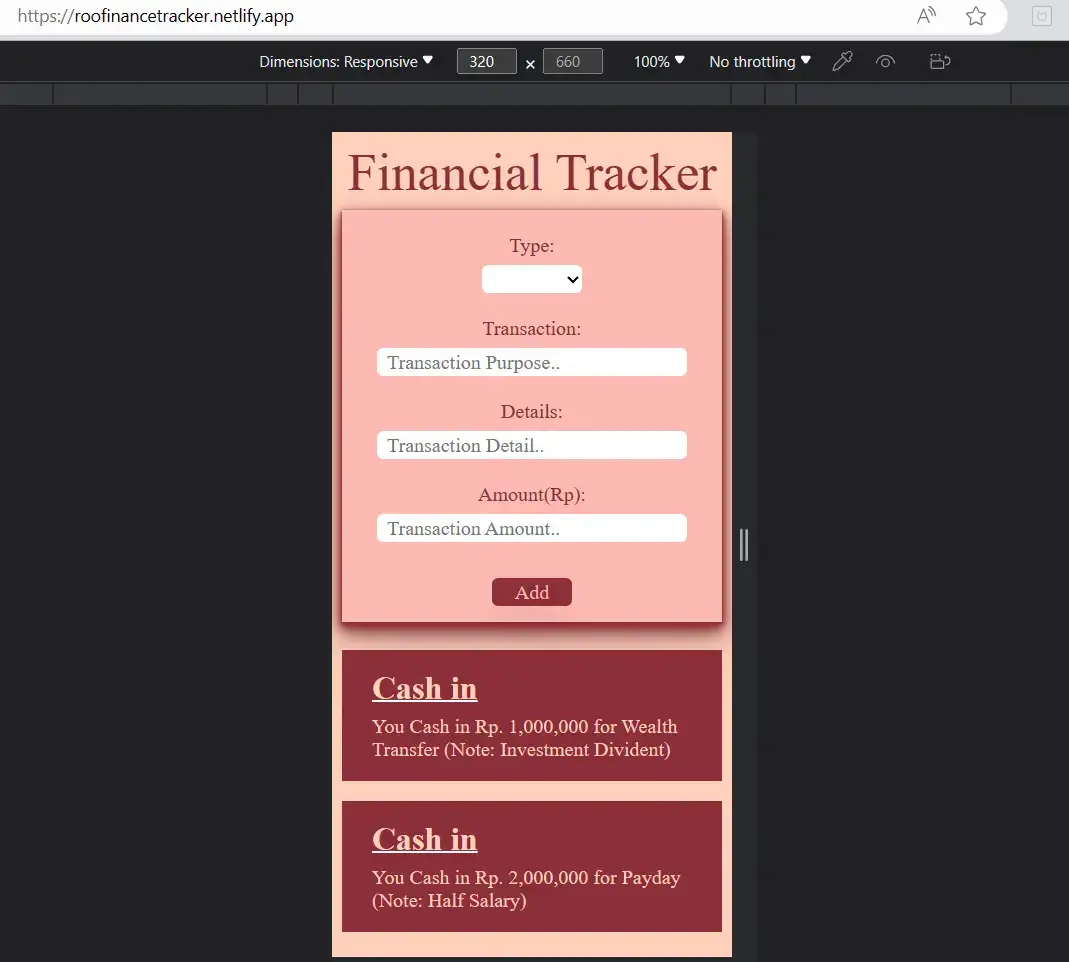 https://roofinancetracker.netlify.app
Dimensions: Responsive 320 × 660 100% No throttling
Financial Tracker
Type:
Transaction:
Transaction Purpose..
Details:
Transaction Detail..
Amount(Rp):
Transaction Amount..
Add
Cash in
You Cash in Rp. 1,000,000 for Wealth
Transfer (Note: Investment Divident)
Cash in
You Cash in Rp. 2,000,000 for Payday
(Note: Half Salary)